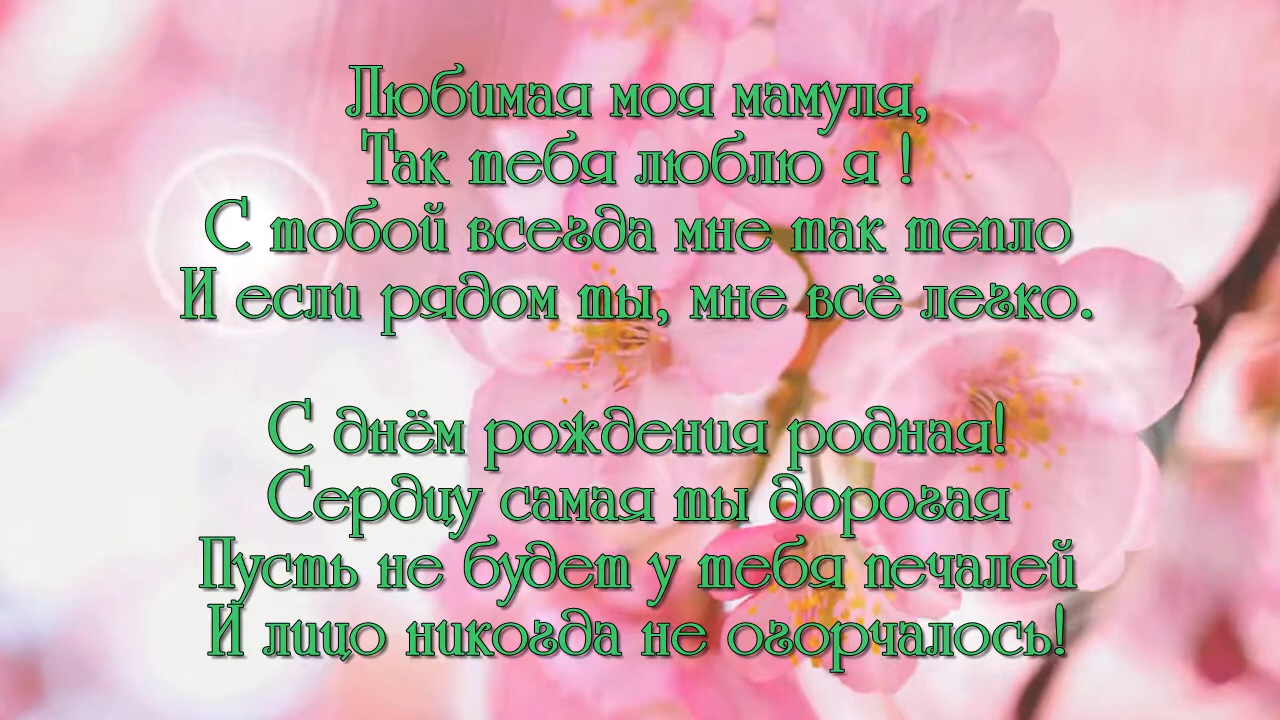 Любимая моя мамуля,
Так тебя люблю я !
С тобой всегда мне так тепло
И если рядом ты, мне всё легко.
С днём рождения родная!
Сердцу самая ты дорогая
Пусть не будет у тебя печалей
И лицо никогда не огорчалось!